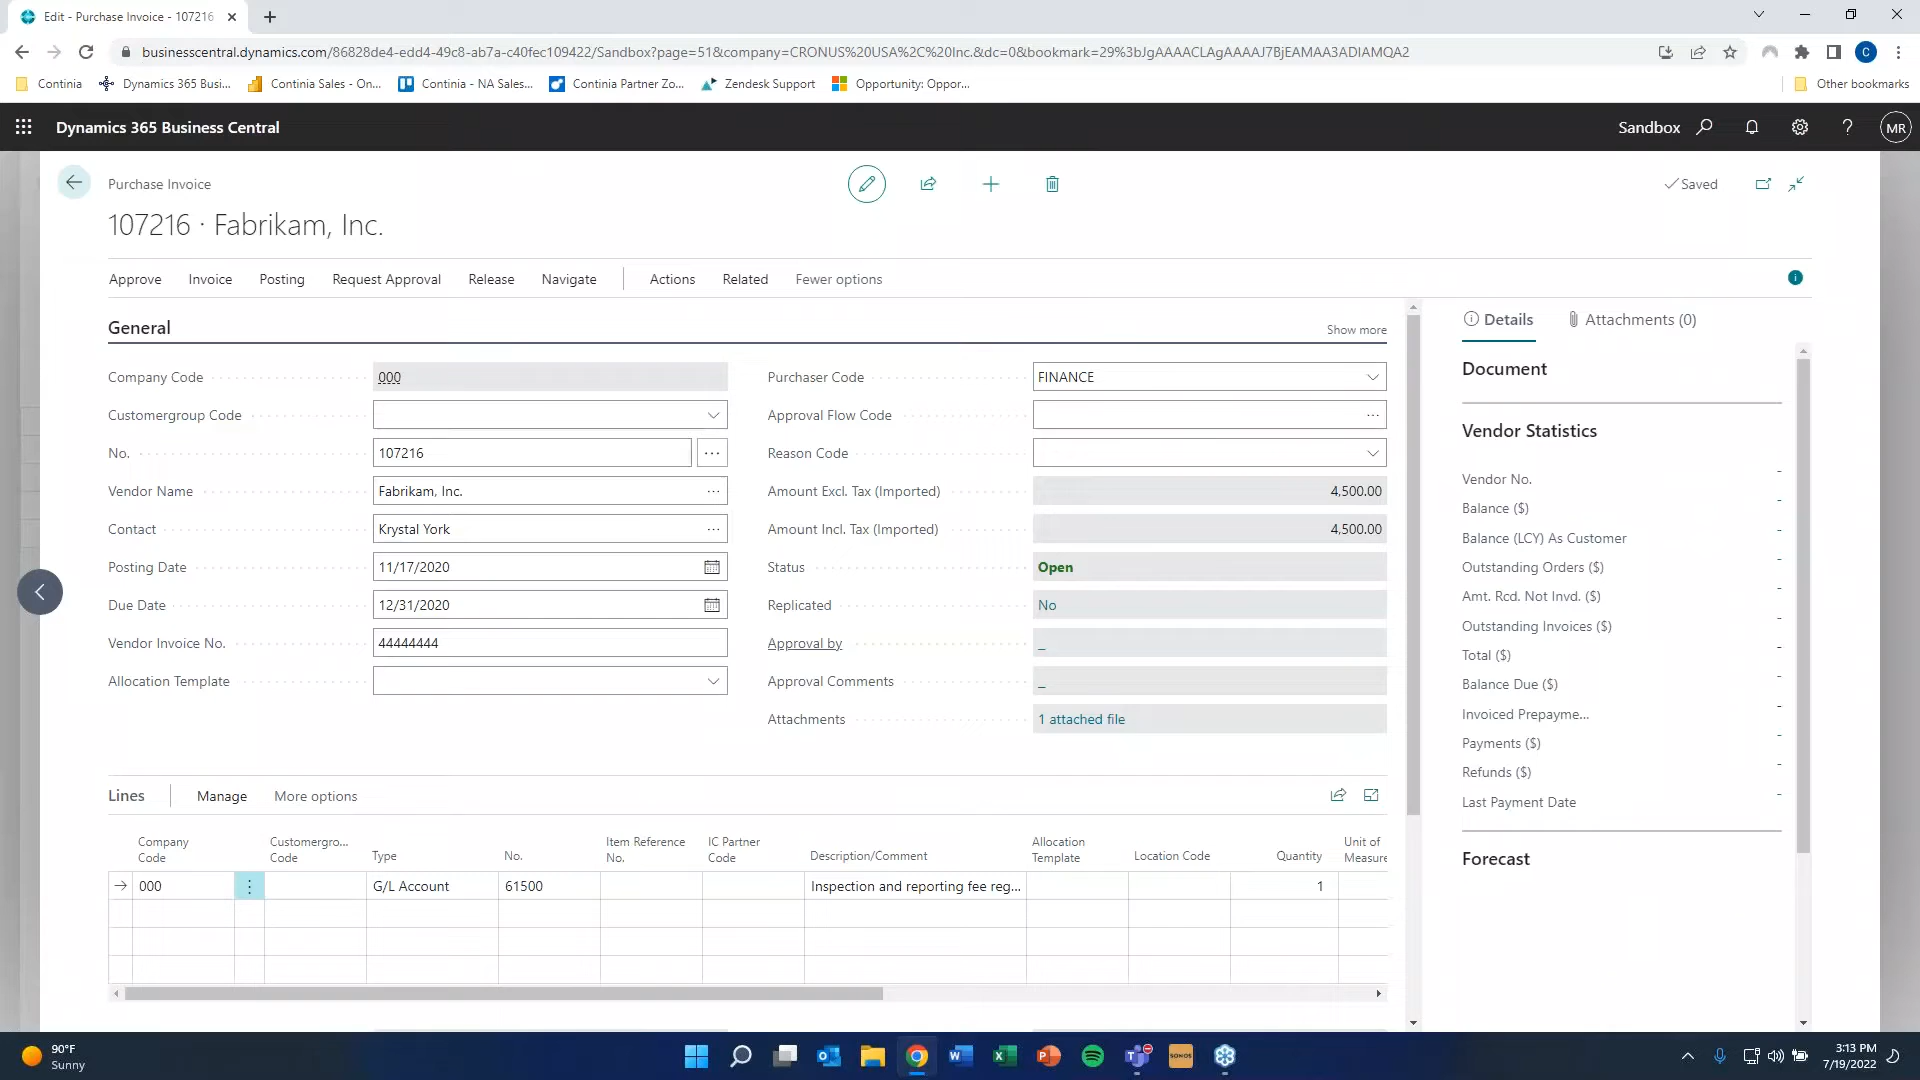 Edit - Purchase Invoice - 107216
businesscentral.dynamics.com/86828de4-edd4-49c8-ab7a-c40fec109422/Sandbox?page=51&company=CRONUS%20USA%2C%20Inc.&dc=0&bookmark=29%3bJgAAAACLAgAAAAJ7BjEAMAA3ADIAMQA2
C
Continia
Dynamics 365 Busi...
Continia Sales - On...
Continia - NA Sales...
Continia Partner Zo...
Zendesk Support
Opportunity: Oppor...
Other bookmarks
Dynamics 365 Business Central
Sandbox
?
MR
Purchase Invoice
Saved
107216 · Fabrikam, Inc.
Approve
Invoice
Posting
Request Approval
Release
Navigate
Actions
Related
Fewer options
General
Show more
Company Code
000
Customergroup Code
No.
107216
Vendor Name
Fabrikam, Inc.
Contact
Krystal York
Posting Date
11/17/2020
Due Date
12/31/2020
Vendor Invoice No.
44444444
Allocation Template
Purchaser Code
FINANCE
Approval Flow Code
Reason Code
Amount Excl. Tax (Imported)
4,500.00
Amount Incl. Tax (Imported)
4,500.00
Status
Open
Replicated
No
Approval by
_
Approval Comments
_
Attachments
1 attached file
Details
Attachments (0)
Document
Vendor Statistics
Vendor No.
-
Balance ($)
-
Balance (LCY) As Customer
-
Outstanding Orders ($)
-
Amt. Rcd. Not Invd. ($)
-
Outstanding Invoices ($)
-
Total ($)
-
Balance Due ($)
-
Invoiced Prepayme...
-
Payments ($)
-
Refunds ($)
-
Last Payment Date
-
Forecast
Lines
Manage
More options
Company Code
Customergro... Code
Type
No.
Item Reference No.
IC Partner Code
Description/Comment
Allocation Template
Location Code
Quantity
Unit of Measure
000
G/L Account
61500
Inspection and reporting fee reg...
1
90°F
Sunny
SONOS
3:13 PM
7/19/2022